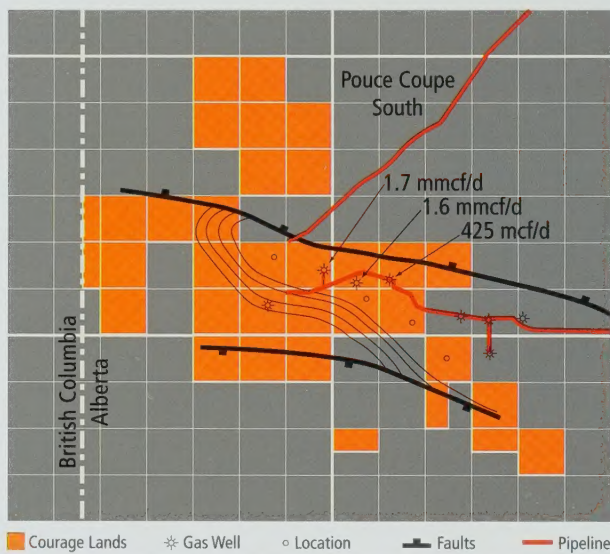 Pouce Coupe
South
1.7 mmcf/d
1.6 mmcf/d
425 mcf/d
British Columbia
Alberta
Courage Lands
Gas Well
Location
Faults
Pipeline